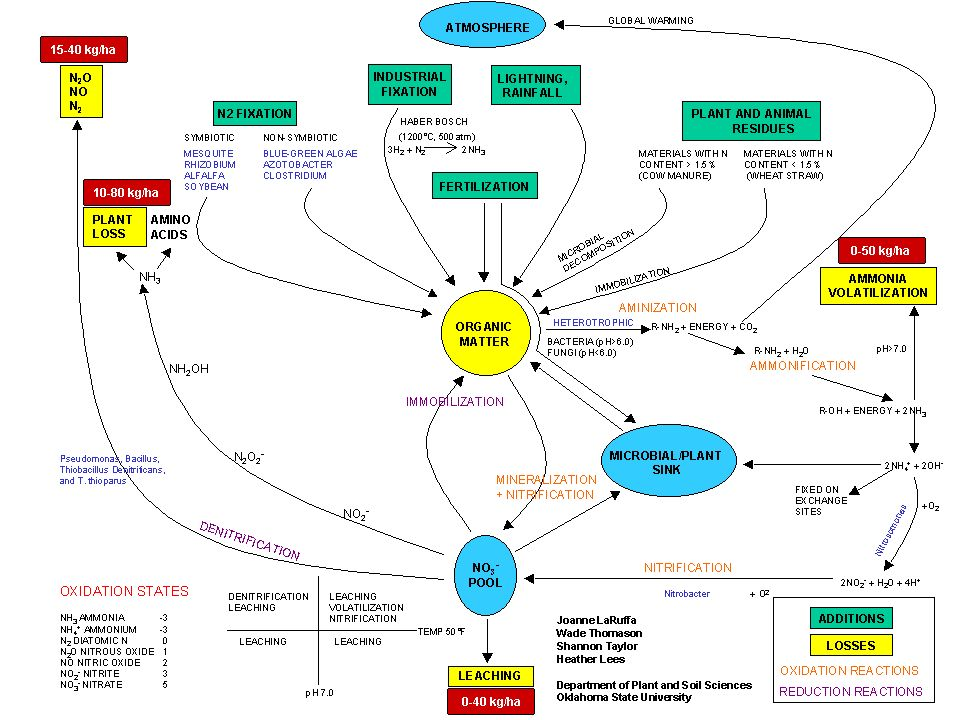 ATMOSPHERE
GLOBAL WARMING
15-40 kg/ha
N₂O
NO
N₂
INDUSTRIAL
FIXATION
LIGHTNING,
RAINFALL
N2 FIXATION
PLANT AND ANIMAL
RESIDUES
SYMBIOTIC
MESQUITE
RHIZOBIUM
ALFALFA
SOYBEAN
NON-SYMBIOTIC
BLUE-GREEN ALGAE
AZOTOBACTER
CLOSTRIDIUM
HABER BOSCH
(1200°C, 500 atm)
3H₂ + N₂ → 2NH₃
FERTILIZATION
MATERIALS WITH N
CONTENT > 1.5 %
(COW MANURE)
MATERIALS WITH N
CONTENT < 1.5 %
(WHEAT STRAW)
10-80 kg/ha
PLANT
LOSS
AMINO
ACIDS
NH₃
MICROBIAL
DECOMPOSITION
IMMOBILIZATION
0-50 kg/ha
AMMONIA
VOLATILIZATION
ORGANIC
MATTER
AMINIZATION
HETEROTROPHIC
R-NH₂ + ENERGY + CO₂
BACTERIA (pH>6.0)
FUNGI (pH<6.0)
R-NH₂ + H₂O
AMMONIFICATION
pH>7.0
R-OH + ENERGY + 2NH₃
NH₂OH
IMMOBILIZATION
N₂O₂⁻
Pseudomonas, Bacillus,
Thiobacillus Denitrificans,
and T. thioparus
MICROBIAL/PLANT
SINK
2NH₄⁺ + 2OH⁻
FIXED ON
EXCHANGE
SITES
+ O₂
Nitrosomonas
MINERALIZATION
+ NITRIFICATION
NO₂⁻
DENITRIFICATION
NO₃⁻
POOL
NITRIFICATION
2NO₂⁻ + H₂O + 4H⁺
Nitrobacter
+ O²
OXIDATION STATES
NH₃ AMMONIA -3
NH₄⁺ AMMONIUM -3
N₂ DIATOMIC N 0
N₂O NITROUS OXIDE 1
NO NITRIC OXIDE 2
NO₂⁻ NITRITE 3
NO₃⁻ NITRATE 5
DENITRIFICATION
LEACHING
LEACHING
VOLATILIZATION
NITRIFICATION
TEMP 50°F
LEACHING
LEACHING
pH 7.0
LEACHING
0-40 kg/ha
Joanne LaRuffa
Wade Thomason
Shannon Taylor
Heather Lees
Department of Plant and Soil Sciences
Oklahoma State University
ADDITIONS
LOSSES
OXIDATION REACTIONS
REDUCTION REACTIONS